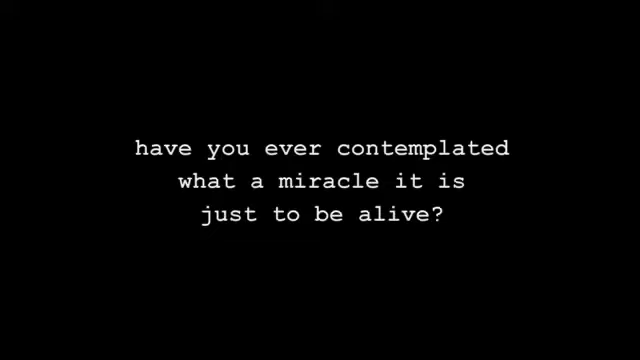 have you ever contemplated
what a miracle it is
just to be alive?